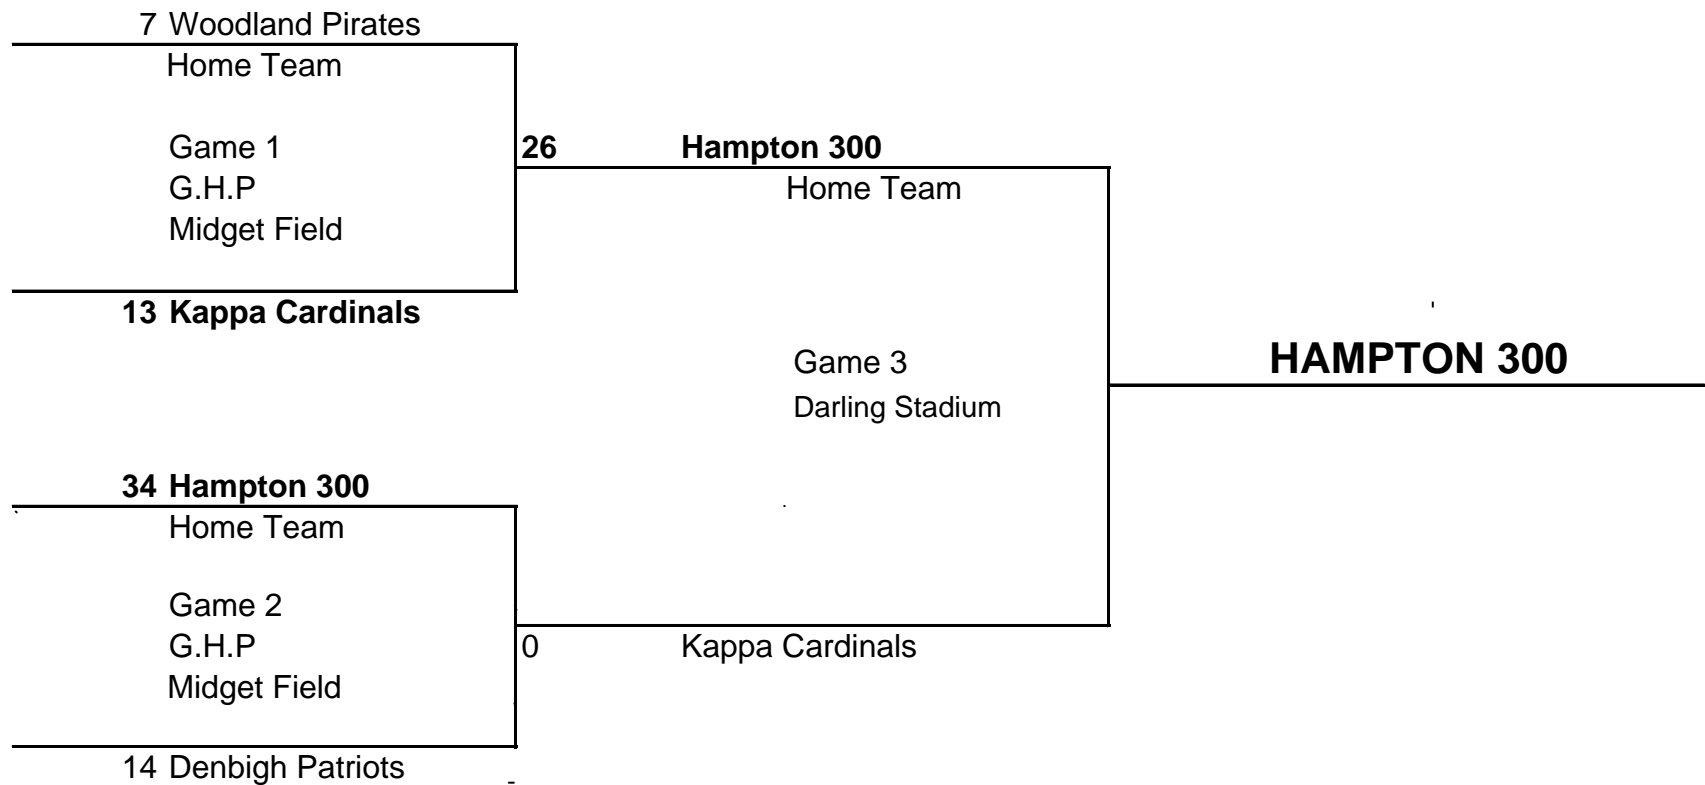 7 Woodland Pirates
Home Team
Game 1
G.H.P
Midget Field
13 Kappa Cardinals
34 Hampton 300
Home Team
Game 2
G.H.P
Midget Field
14 Denbigh Patriots
26 Hampton 300
Home Team
Game 3
Darling Stadium
0 Kappa Cardinals
HAMPTON 300